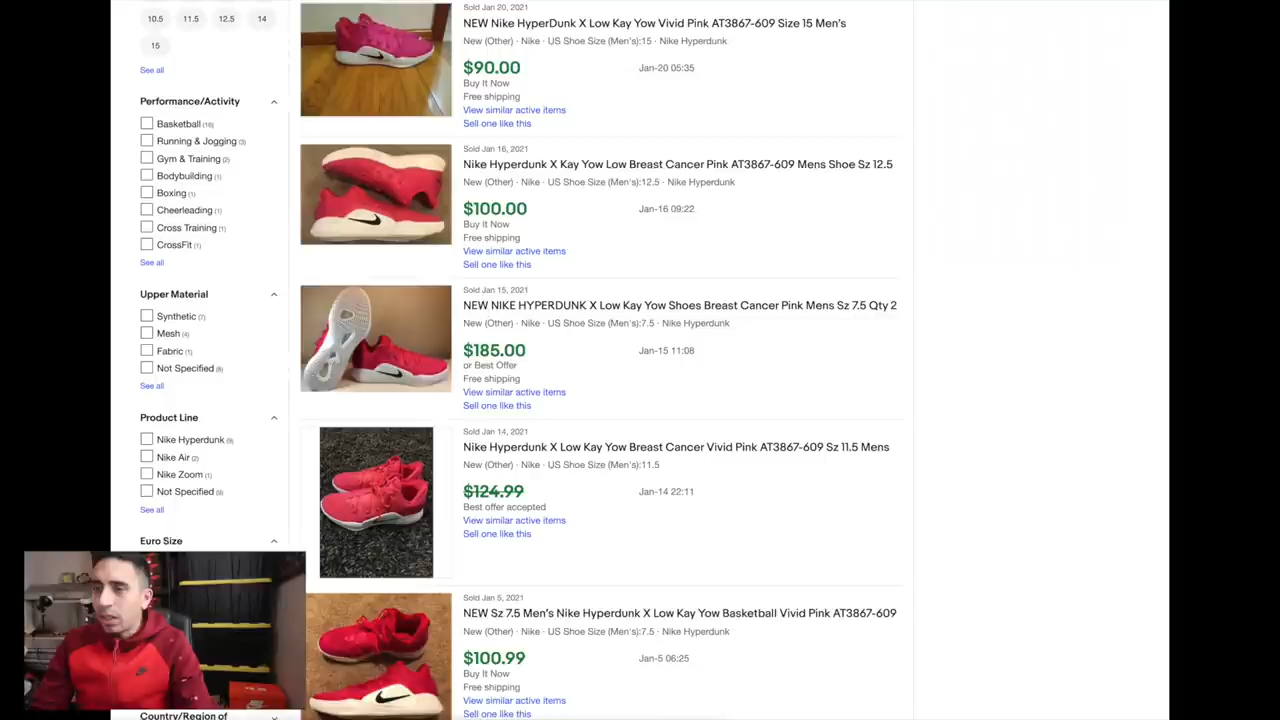 10.5 11.5 12.5 14
15
See all
Performance/Activity
Basketball (16)
Running & Jogging (3)
Gym & Training (2)
Bodybuilding (1)
Boxing (1)
Cheerleading (1)
Cross Training (1)
CrossFit (1)
See all
Upper Material
Synthetic (7)
Mesh (4)
Fabric (1)
Not Specified (8)
See all
Product Line
Nike Hyperdunk (9)
Nike Air (2)
Nike Zoom (1)
Not Specified (9)
See all
Euro Size
Country/Region of
Sold Jan 20, 2021
NEW Nike HyperDunk X Low Kay Yow Vivid Pink AT3867-609 Size 15 Men's
New (Other) · Nike · US Shoe Size (Men's):15 · Nike Hyperdunk
$90.00 Jan-20 05:35
Buy It Now
Free shipping
View similar active items
Sell one like this
Sold Jan 16, 2021
Nike Hyperdunk X Kay Yow Low Breast Cancer Pink AT3867-609 Mens Shoe Sz 12.5
New (Other) · Nike · US Shoe Size (Men's):12.5 · Nike Hyperdunk
$100.00 Jan-16 09:22
Buy It Now
Free shipping
View similar active items
Sell one like this
Sold Jan 15, 2021
NEW NIKE HYPERDUNK X Low Kay Yow Shoes Breast Cancer Pink Mens Sz 7.5 Qty 2
New (Other) · Nike · US Shoe Size (Men's):7.5 · Nike Hyperdunk
$185.00 Jan-15 11:08
or Best Offer
Free shipping
View similar active items
Sell one like this
Sold Jan 14, 2021
Nike Hyperdunk X Low Kay Yow Breast Cancer Vivid Pink AT3867-609 Sz 11.5 Mens
New (Other) · Nike · US Shoe Size (Men's):11.5
$124.99 Jan-14 22:11
Best offer accepted
View similar active items
Sell one like this
Sold Jan 5, 2021
NEW Sz 7.5 Men's Nike Hyperdunk X Low Kay Yow Basketball Vivid Pink AT3867-609
New (Other) · Nike · US Shoe Size (Men's):7.5 · Nike Hyperdunk
$100.99 Jan-5 06:25
Buy It Now
Free shipping
View similar active items
Sell one like this